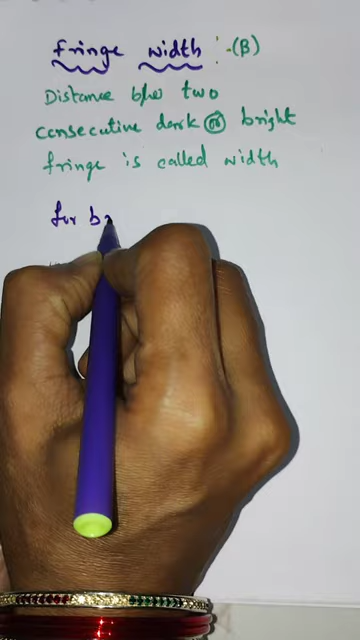 fringe width :- (β)
Distance b/w two
consecutive dark or bright
fringe is called width
for b